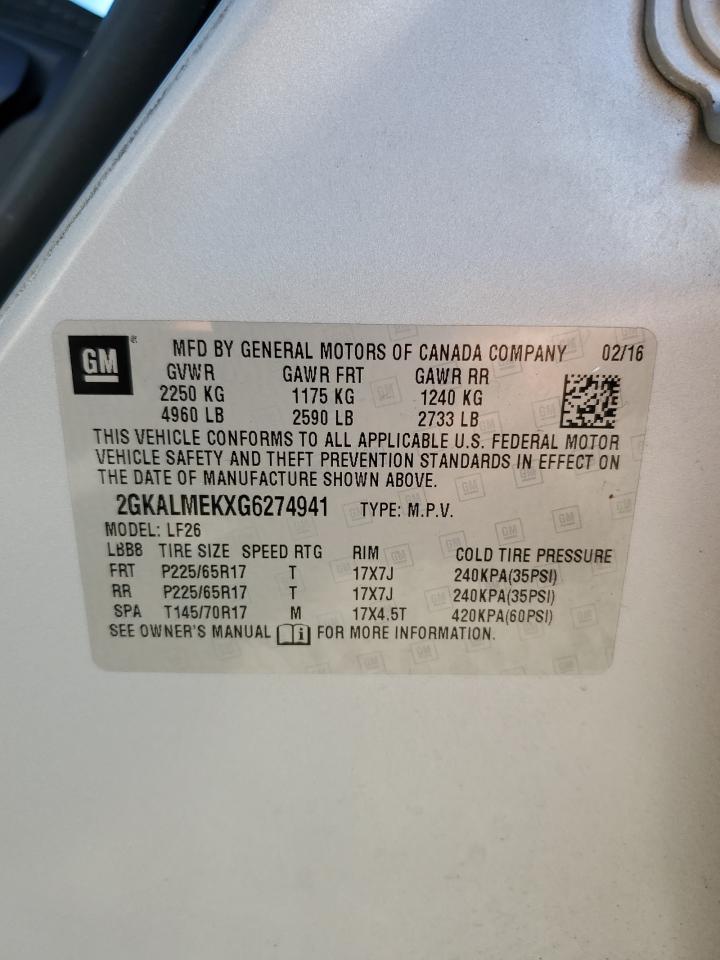 GM MFD BY GENERAL MOTORS OF CANADA COMPANY 02/16
GVWR GAWR FRT GAWR RR
2250 KG 1175 KG 1240 KG
4960 LB 2590 LB 2733 LB
THIS VEHICLE CONFORMS TO ALL APPLICABLE U.S. FEDERAL MOTOR
VEHICLE SAFETY AND THEFT PREVENTION STANDARDS IN EFFECT ON
THE DATE OF MANUFACTURE SHOWN ABOVE.
2GKALMEKXG6274941 TYPE: M.P.V.
MODEL: LF26
LBB8 TIRE SIZE SPEED RTG RIM COLD TIRE PRESSURE
FRT P225/65R17 T 17X7J 240KPA(35PSI)
RR P225/65R17 T 17X7J 240KPA(35PSI)
SPA T145/70R17 M 17X4.5T 420KPA(60PSI)
SEE OWNER'S MANUAL i FOR MORE INFORMATION.